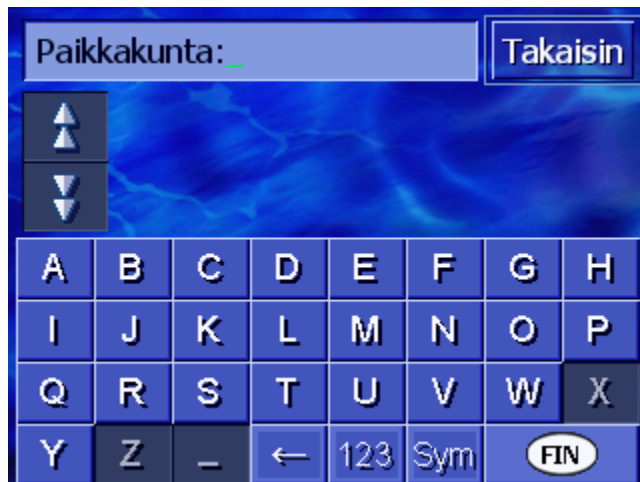 Paikkakunta:_ Takaisin
A B C D E F G H
I J K L M N O P
Q R S T U V W X
Y Z _ ← 123 Sym FIN